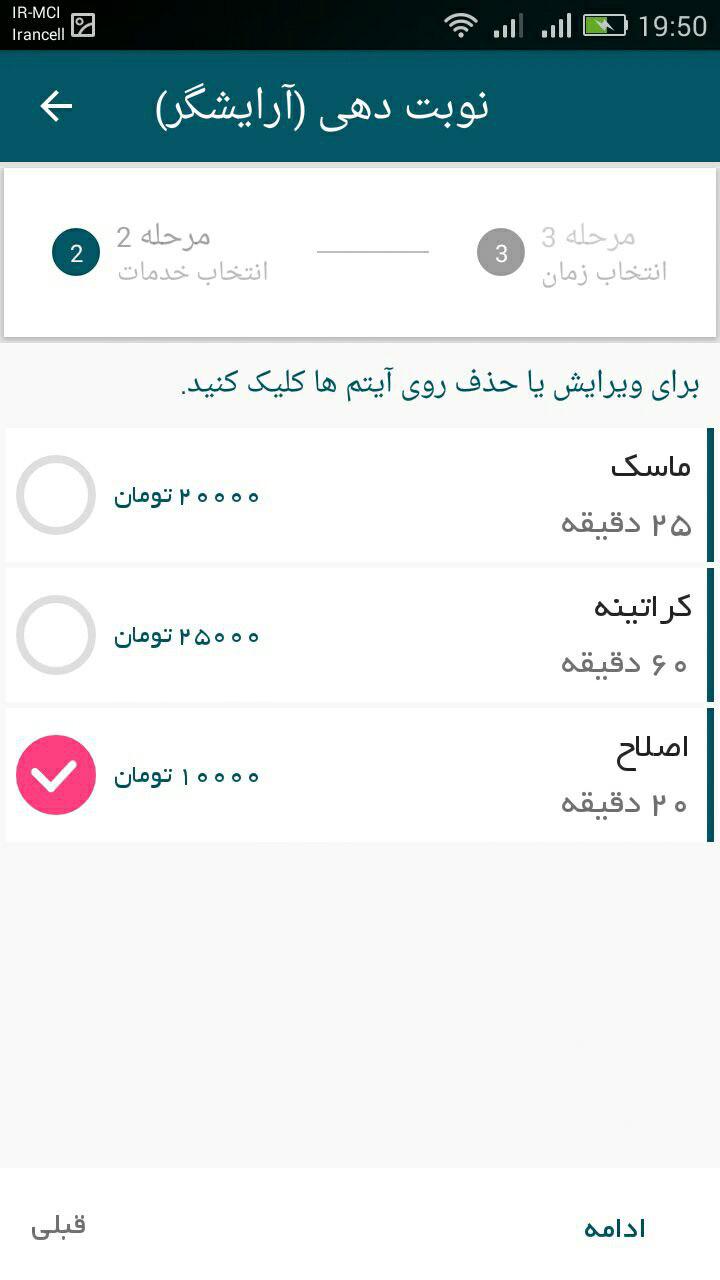 IR-MCI
Irancell
19:50
نوبت دهی (آرایشگر)
2
مرحله 2
انتخاب خدمات
3
مرحله 3
انتخاب زمان
برای ویرایش یا حذف روی آیتم ها کلیک کنید.
ماسک
۲۵ دقیقه
۲۰۰۰۰ تومان
کراتینه
۶۰ دقیقه
۲۵۰۰۰ تومان
اصلاح
۲۰ دقیقه
۱۰۰۰۰ تومان
ادامه
قبلی